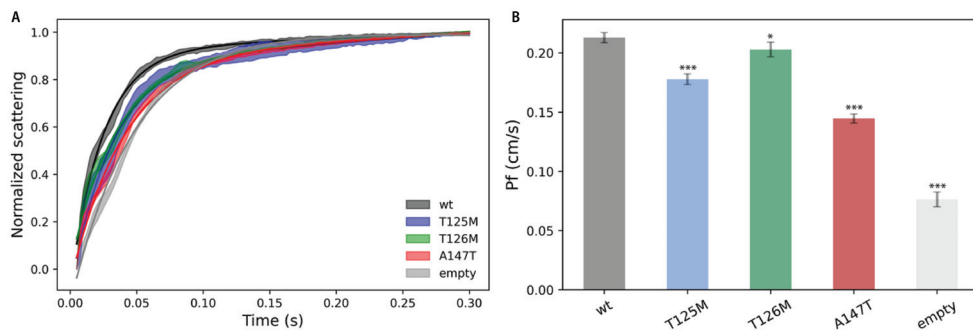 A
Normalized scattering
1.0
0.8
0.6
0.4
0.2
0.0
wt
T125M
T126M
A147T
empty
0.00 0.05 0.10 0.15 0.20 0.25 0.30
Time (s)
B
Pf (cm/s)
0.20
0.15
0.10
0.05
0.00
***
*
***
***
wt T125M T126M A147T empty